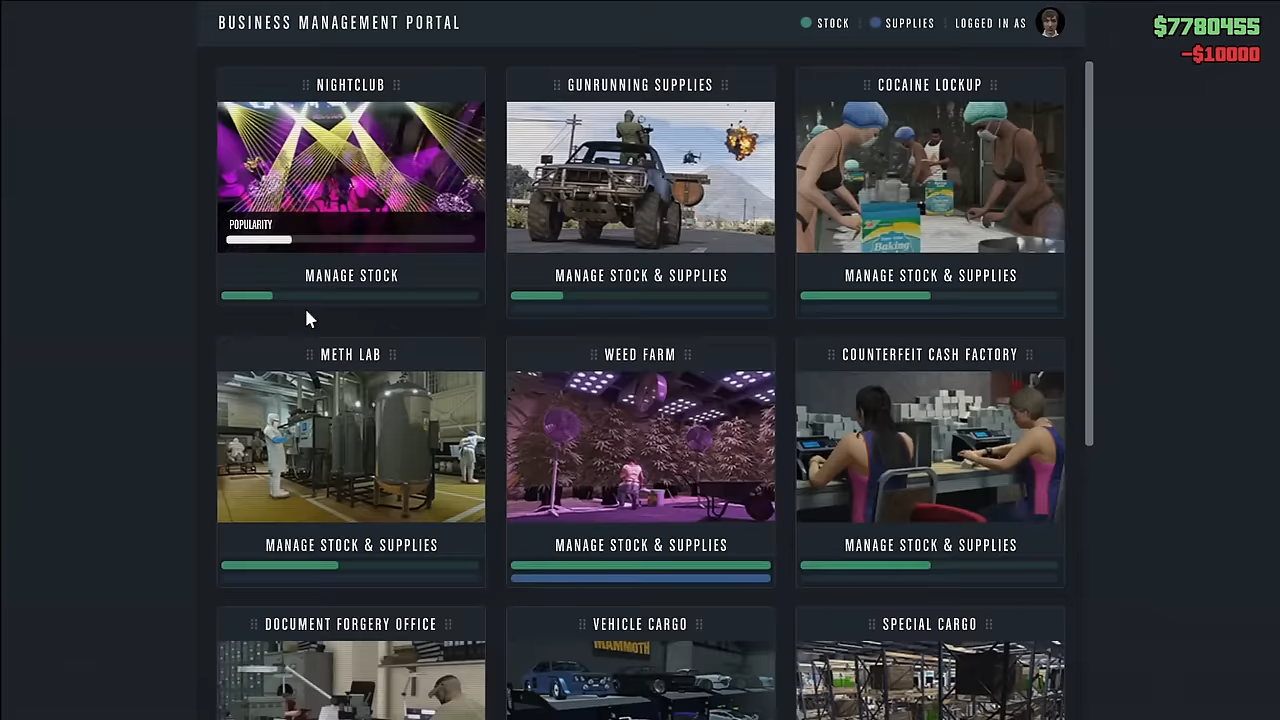 BUSINESS MANAGEMENT PORTAL
STOCK
SUPPLIES
LOGGED IN AS
$7780455
-$10000
NIGHTCLUB
GUNRUNNING SUPPLIES
COCAINE LOCKUP
POPULARITY
Baking
MANAGE STOCK
MANAGE STOCK & SUPPLIES
MANAGE STOCK & SUPPLIES
METH LAB
WEED FARM
COUNTERFEIT CASH FACTORY
MANAGE STOCK & SUPPLIES
MANAGE STOCK & SUPPLIES
MANAGE STOCK & SUPPLIES
DOCUMENT FORGERY OFFICE
VEHICLE CARGO
SPECIAL CARGO
MAMMOTH